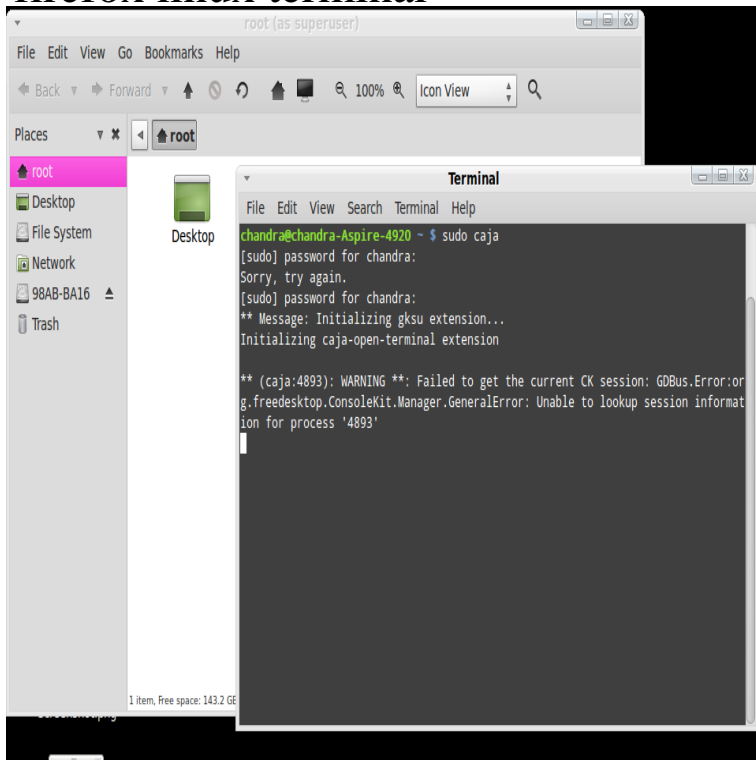 firefox linux terminal
root (as superuser)
File Edit View Go Bookmarks Help
Back Forward 100% Icon View
Places root
root
Desktop
File System
Network
98AB-BA16
Trash
Desktop
1 item, Free space: 143.2 GB
Terminal
File Edit View Search Terminal Help
chandra@chandra-Aspire-4920 ~ $ sudo caja
[sudo] password for chandra:
Sorry, try again.
[sudo] password for chandra:
** Message: Initializing gksu extension...
Initializing caja-open-terminal extension
** (caja:4893): WARNING **: Failed to get the current CK session: GDBus.Error:or
g.freedesktop.ConsoleKit.Manager.GeneralError: Unable to lookup session informat
ion for process '4893'